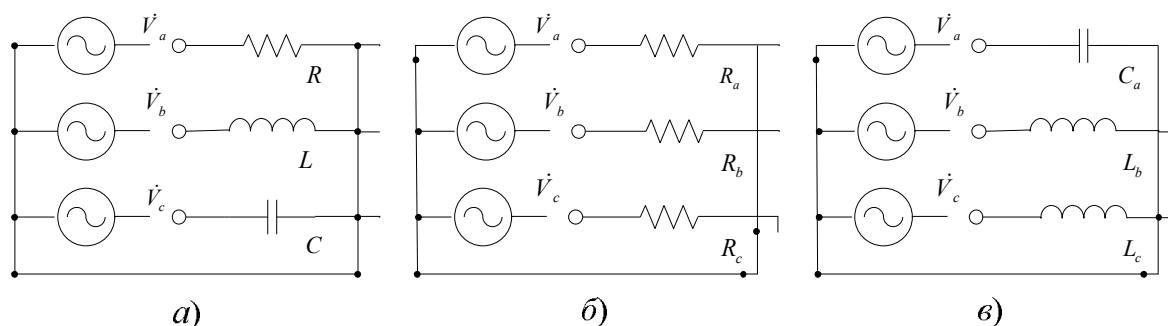 V̇a R
V̇b L
V̇c C
а)
V̇a Ra
V̇b Rb
V̇c Rc
б)
V̇a Ca
V̇b Lb
V̇c Lc
в)